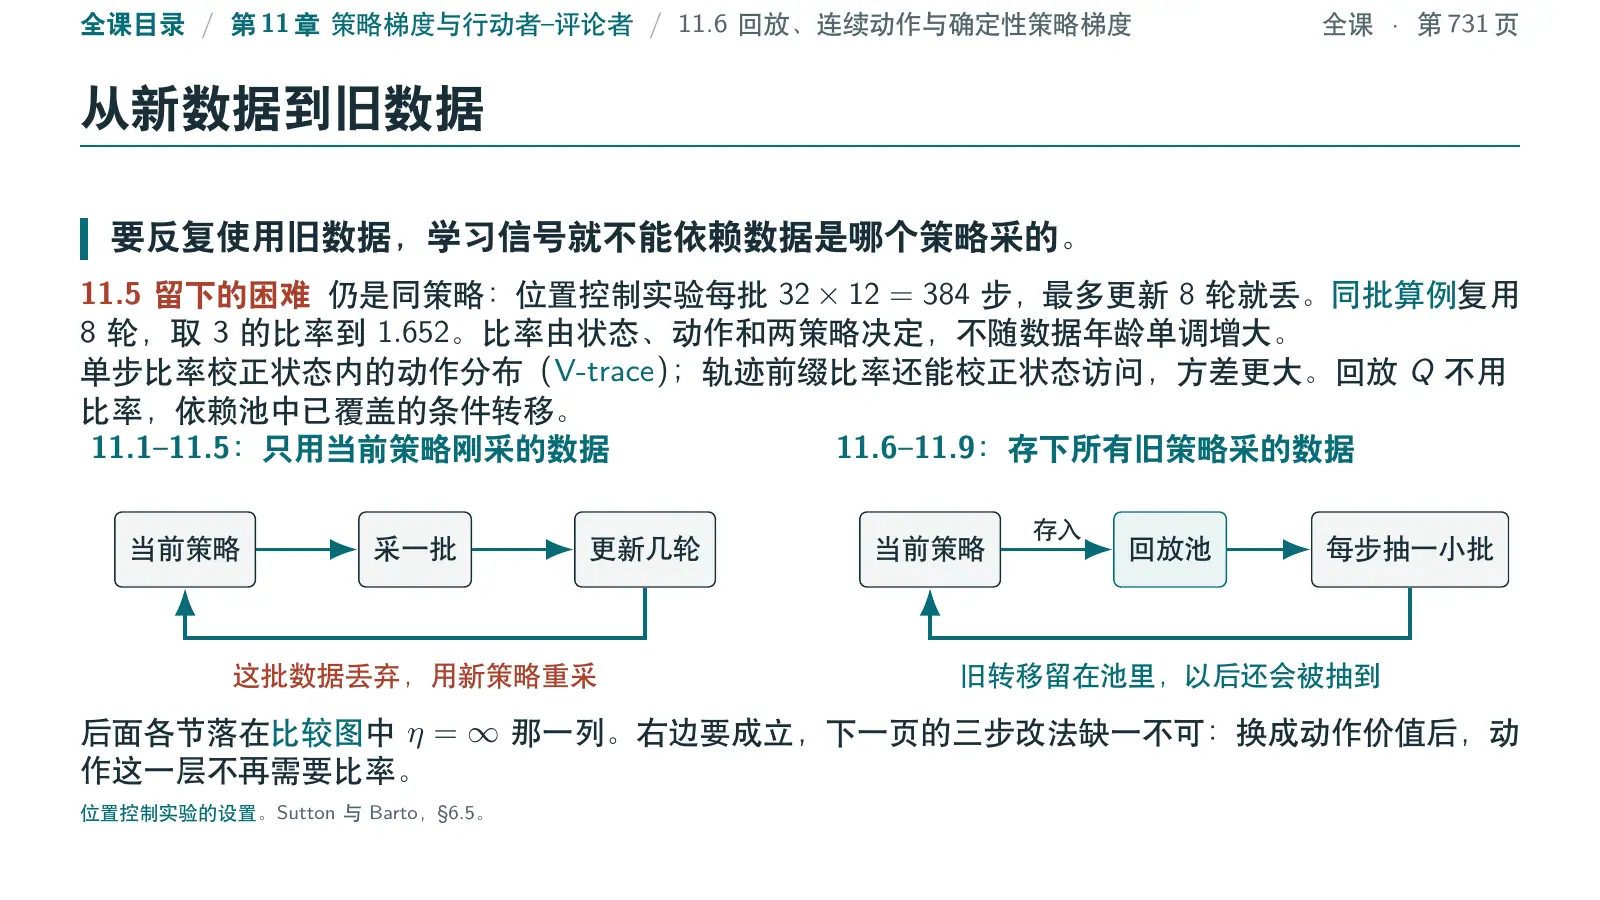 全课目录 / 第 11 章 策略梯度与行动者–评论者 / 11.6 回放、连续动作与确定性策略梯度 全课 · 第 731 页
从新数据到旧数据
要反复使用旧数据，学习信号就不能依赖数据是哪个策略采的。
11.5 留下的困难 仍是同策略：位置控制实验每批 32 × 12 = 384 步，最多更新 8 轮就丢。同批算例复用
8 轮，取 3 的比率到 1.652。比率由状态、动作和两策略决定，不随数据年龄单调增大。
单步比率校正状态内的动作分布（V-trace）；轨迹前缀比率还能校正状态访问，方差更大。回放 Q 不用
比率，依赖池中已覆盖的条件转移。
11.1–11.5：只用当前策略刚采的数据
当前策略 采一批 更新几轮
这批数据丢弃，用新策略重采
11.6–11.9：存下所有旧策略采的数据
当前策略 存入 回放池 每步抽一小批
旧转移留在池里，以后还会被抽到
后面各节落在比较图中 η = ∞ 那一列。右边要成立，下一页的三步改法缺一不可：换成动作价值后，动
作这一层不再需要比率。
位置控制实验的设置。Sutton 与 Barto，§6.5。